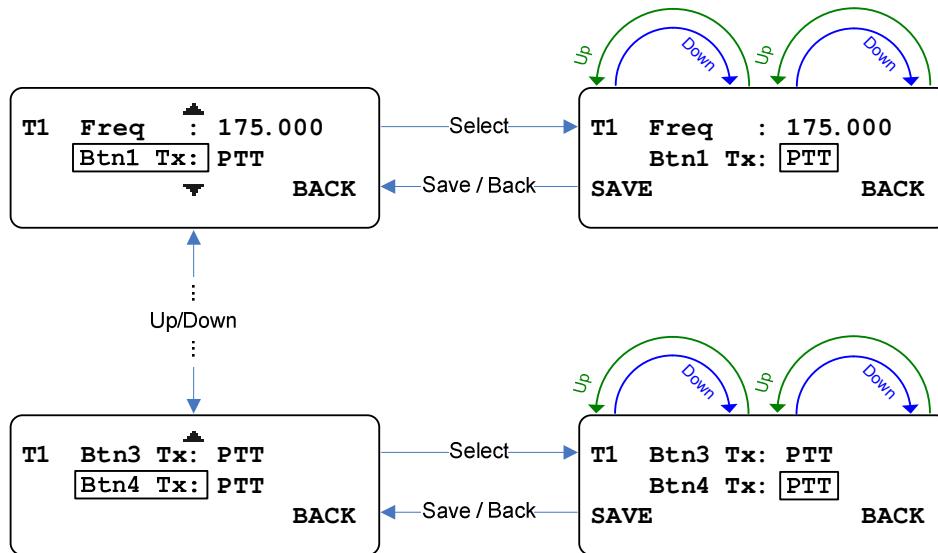 Up Down Up Down
T1 Freq : 175.000
Btn1 Tx: PTT
BACK
Select
Save / Back
T1 Freq : 175.000
Btn1 Tx: PTT
SAVE BACK
Up/Down
Up Down Up Down
T1 Btn3 Tx: PTT
Btn4 Tx: PTT
BACK
Select
Save / Back
T1 Btn3 Tx: PTT
Btn4 Tx: PTT
SAVE BACK